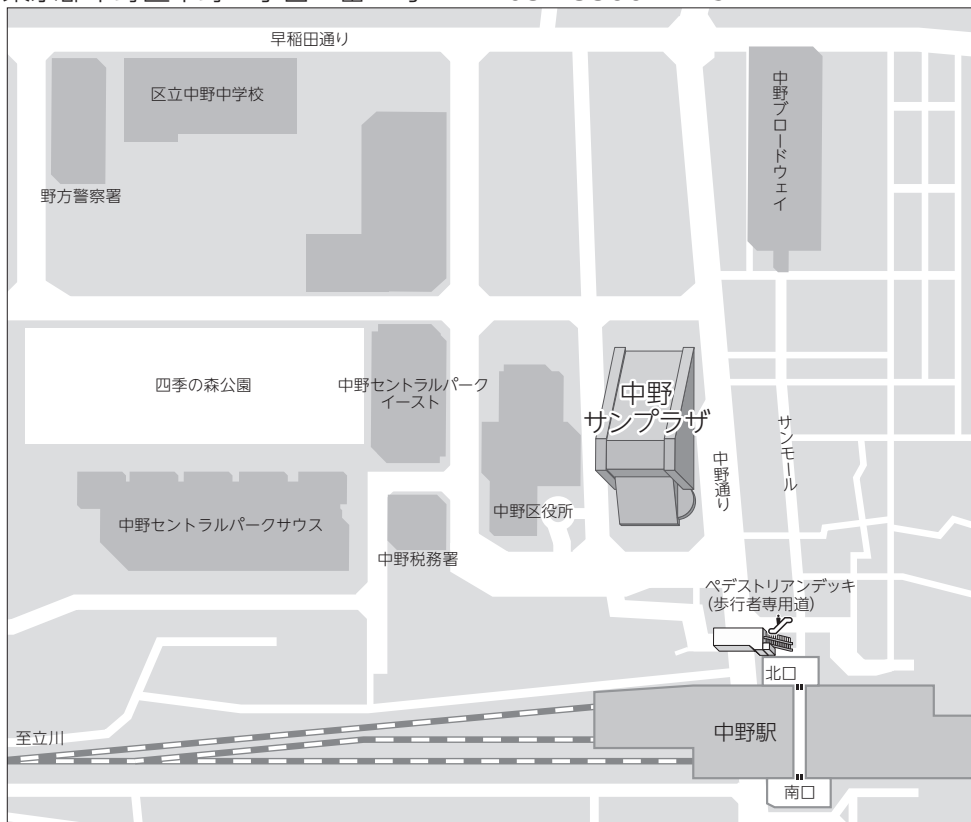 早稲田通り
区立中野中学校
野方警察署
中野ブロードウェイ
四季の森公園
中野セントラルパーク
イースト
中野
サンプラザ
サンモール
中野通り
中野セントラルパークサウス
中野区役所
中野税務署
ペデストリアンデッキ
(歩行者専用道)
北口
中野駅
至立川
南口